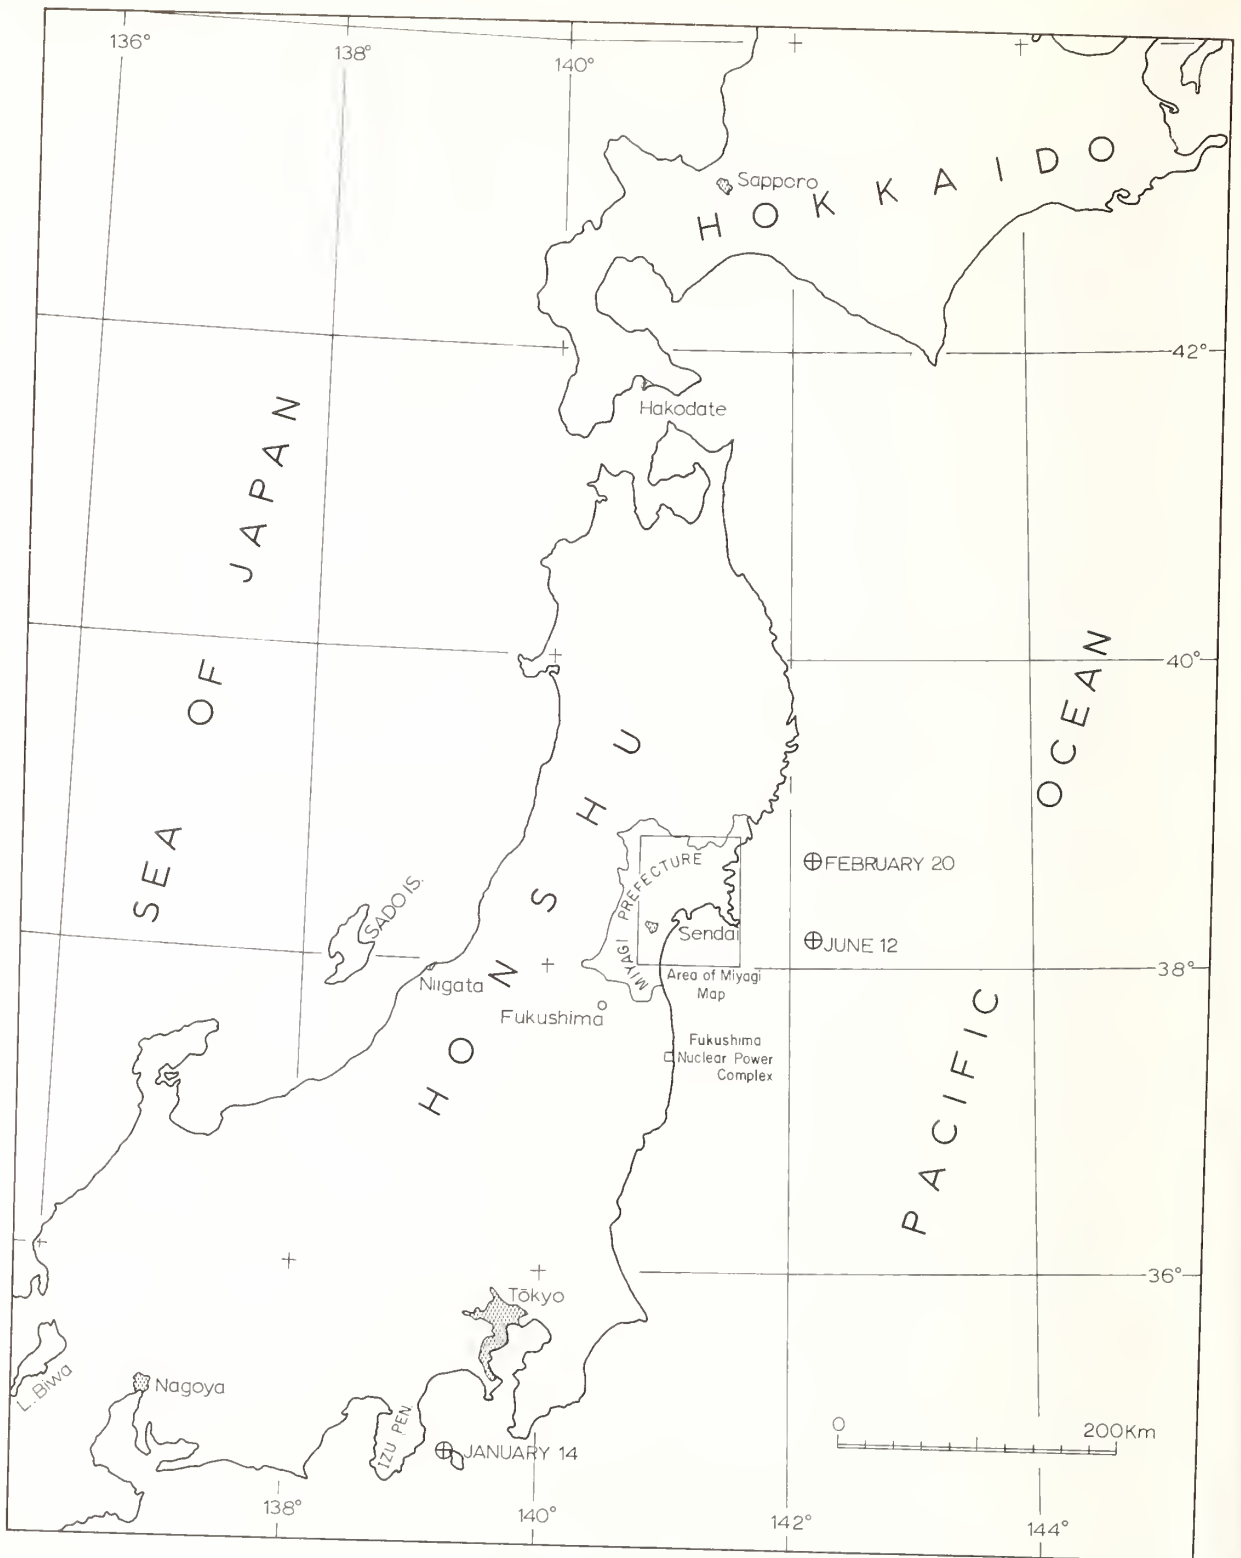 136°
138°
140°
Sapporo
HOKKAIDO
42°
Hakodate
SEA OF JAPAN
40°
PACIFIC OCEAN
HONSHU
FEBRUARY 20
MIYAGI PREFECTURE
SADO IS.
Sendai
JUNE 12
38°
Niigata
Area of Miyagi
Map
Fukushima
Fukushima
Nuclear Power
Complex
36°
Tōkyo
L. Biwa
Nagoya
IZU PEN.
JANUARY 14
0
200Km
138°
140°
142°
144°